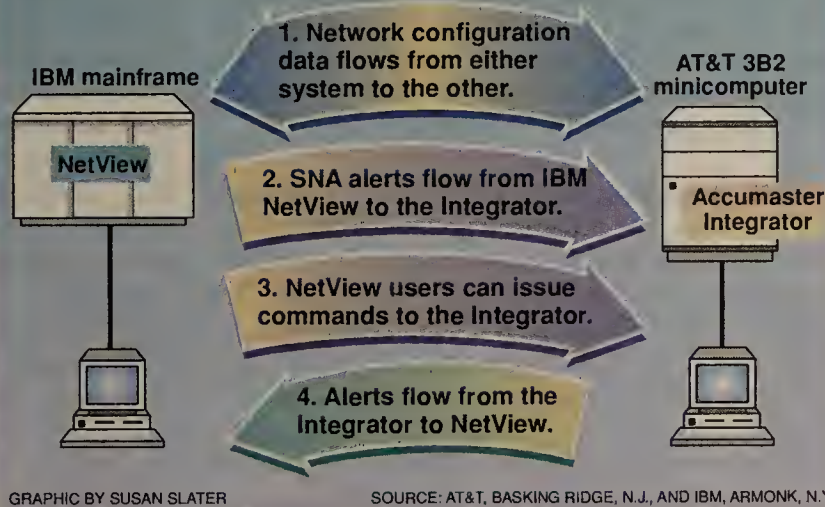 1. Network configuration
data flows from either
system to the other.
IBM mainframe
NetView
AT&T 3B2
minicomputer
Accumaster
Integrator
2. SNA alerts flow from IBM
NetView to the Integrator.
3. NetView users can issue
commands to the Integrator.
4. Alerts flow from the
Integrator to NetView.
GRAPHIC BY SUSAN SLATER
SOURCE: AT&T, BASKING RIDGE, N.J., AND IBM, ARMONK, N.Y